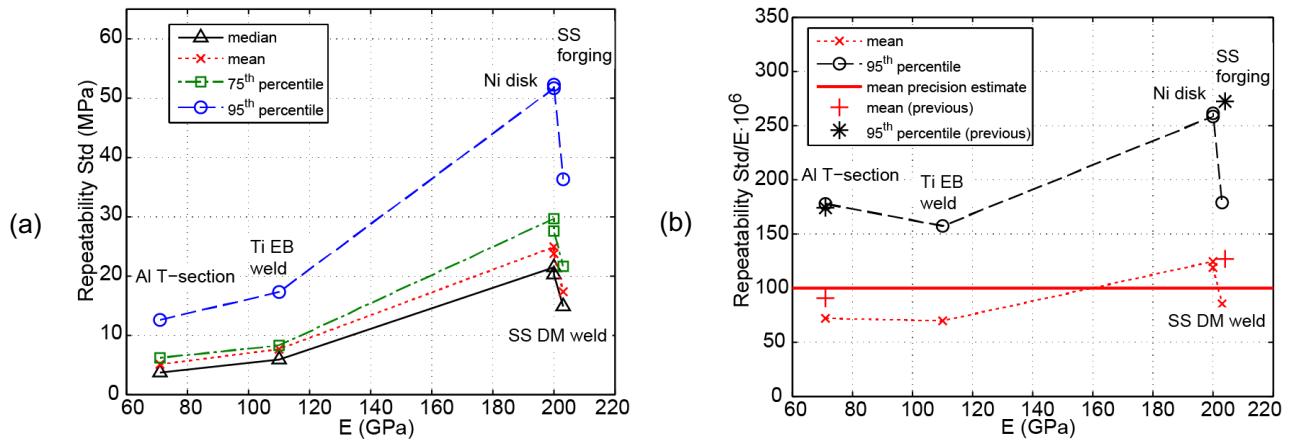 (a)
Repeatability Std (MPa)
60
50
40
30
20
10
0
median
mean
75th percentile
95th percentile
SS
forging
Ni disk
Ti EB
weld
Al T-section
SS DM weld
60 80 100 120 140 160 180 200 220
E (GPa)
(b)
Repeatability Std/E·10^6
350
300
250
200
150
100
50
0
mean
95th percentile
mean precision estimate
mean (previous)
95th percentile (previous)
SS
forging
Ni disk
Al T-section
Ti EB
weld
SS DM weld
60 80 100 120 140 160 180 200 220
E (GPa)